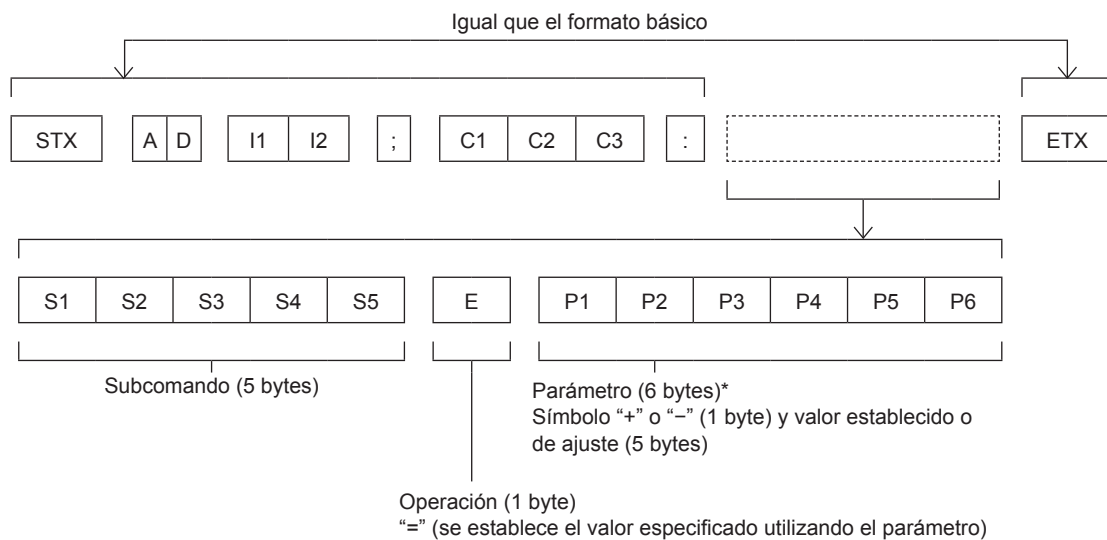 Igual que el formato básico
STX A D I1 I2 ; C1 C2 C3 : ETX
S1 S2 S3 S4 S5 E P1 P2 P3 P4 P5 P6
Subcomando (5 bytes)
Parámetro (6 bytes)*
Símbolo “+” o “−” (1 byte) y valor establecido o
de ajuste (5 bytes)
Operación (1 byte)
“=” (se establece el valor especificado utilizando el parámetro)